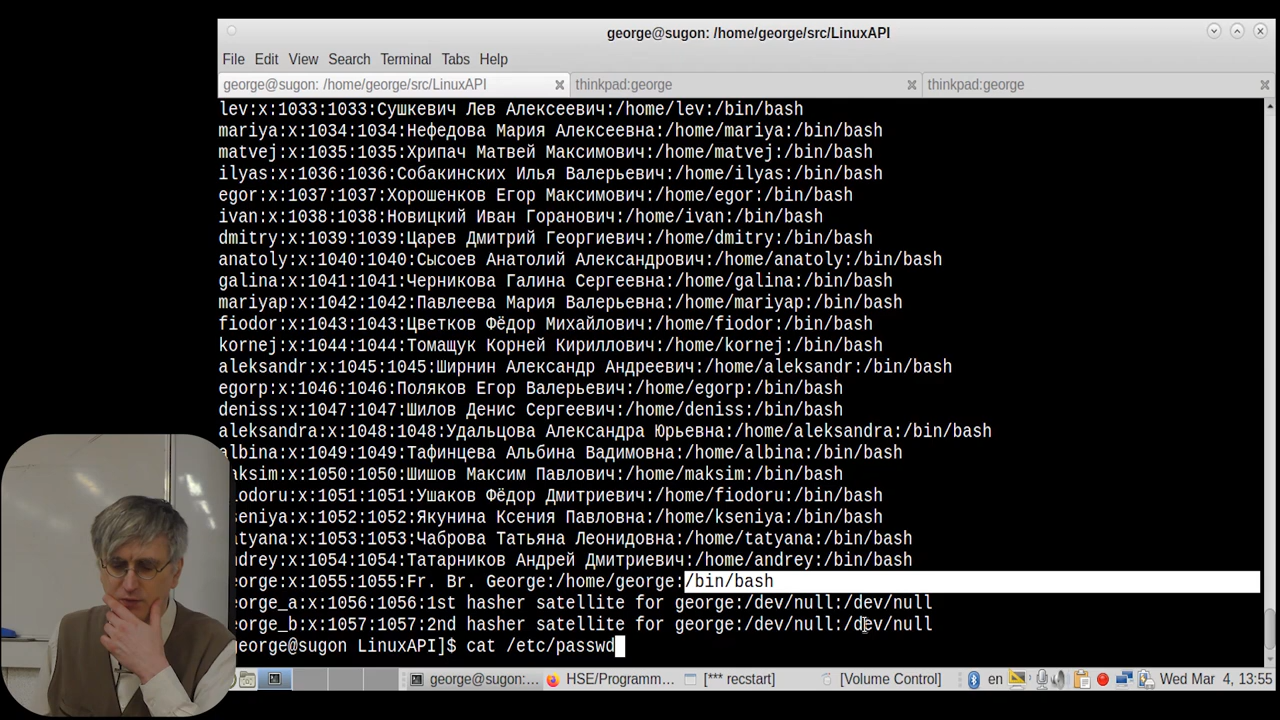 george@sugon: /home/george/src/LinuxAPI
File Edit View Search Terminal Tabs Help
george@sugon: /home/george/src/LinuxAPI thinkpad:george thinkpad:george
lev:x:1033:1033:Сушкевич Лев Алексеевич:/home/lev:/bin/bash
mariya:x:1034:1034:Нефедова Мария Алексеевна:/home/mariya:/bin/bash
matvej:x:1035:1035:Хрипач Матвей Максимович:/home/matvej:/bin/bash
ilyas:x:1036:1036:Собакинских Илья Валерьевич:/home/ilyas:/bin/bash
egor:x:1037:1037:Хорошенков Егор Максимович:/home/egor:/bin/bash
ivan:x:1038:1038:Новицкий Иван Горанович:/home/ivan:/bin/bash
dmitry:x:1039:1039:Царев Дмитрий Георгиевич:/home/dmitry:/bin/bash
anatoly:x:1040:1040:Сысоев Анатолий Александрович:/home/anatoly:/bin/bash
galina:x:1041:1041:Черникова Галина Сергеевна:/home/galina:/bin/bash
mariyap:x:1042:1042:Павлеева Мария Валерьевна:/home/mariyap:/bin/bash
fiodor:x:1043:1043:Цветков Фёдор Михайлович:/home/fiodor:/bin/bash
kornej:x:1044:1044:Томащук Корней Кириллович:/home/kornej:/bin/bash
aleksandr:x:1045:1045:Ширнин Александр Андреевич:/home/aleksandr:/bin/bash
egorp:x:1046:1046:Поляков Егор Валерьевич:/home/egorp:/bin/bash
deniss:x:1047:1047:Шилов Денис Сергеевич:/home/deniss:/bin/bash
aleksandra:x:1048:1048:Удальцова Александра Юрьевна:/home/aleksandra:/bin/bash
albina:x:1049:1049:Тафинцева Альбина Вадимовна:/home/albina:/bin/bash
maksim:x:1050:1050:Шишов Максим Павлович:/home/maksim:/bin/bash
iodoru:x:1051:1051:Ушаков Фёдор Дмитриевич:/home/fiodoru:/bin/bash
seniya:x:1052:1052:Якунина Ксения Павловна:/home/kseniya:/bin/bash
atyana:x:1053:1053:Чаброва Татьяна Леонидовна:/home/tatyana:/bin/bash
ndrey:x:1054:1054:Татарников Андрей Дмитриевич:/home/andrey:/bin/bash
eorge:x:1055:1055:Fr. Br. George:/home/george:/bin/bash
eorge_a:x:1056:1056:1st hasher satellite for george:/dev/null:/dev/null
eorge_b:x:1057:1057:2nd hasher satellite for george:/dev/null:/dev/null
george@sugon LinuxAPI]$ cat /etc/passwd
george@sugon:... HSE/Programm... [*** recstart] [Volume Control] en Wed Mar 4, 13:55